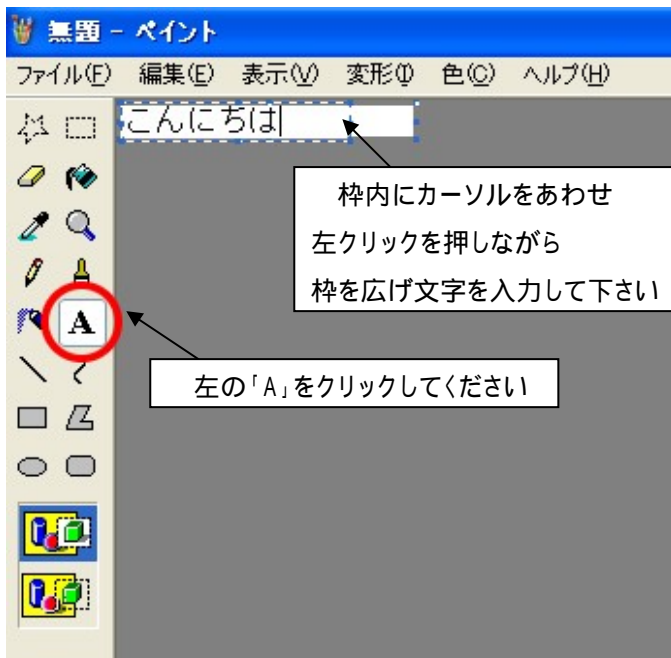 無題 - ペイント
ファイル(F) 編集(E) 表示(V) 変形(I) 色(C) ヘルプ(H)
こんにちは
枠内にカーソルをあわせ
左クリックを押しながら
枠を広げ文字を入力して下さい
A
左の「A」をクリックしてください